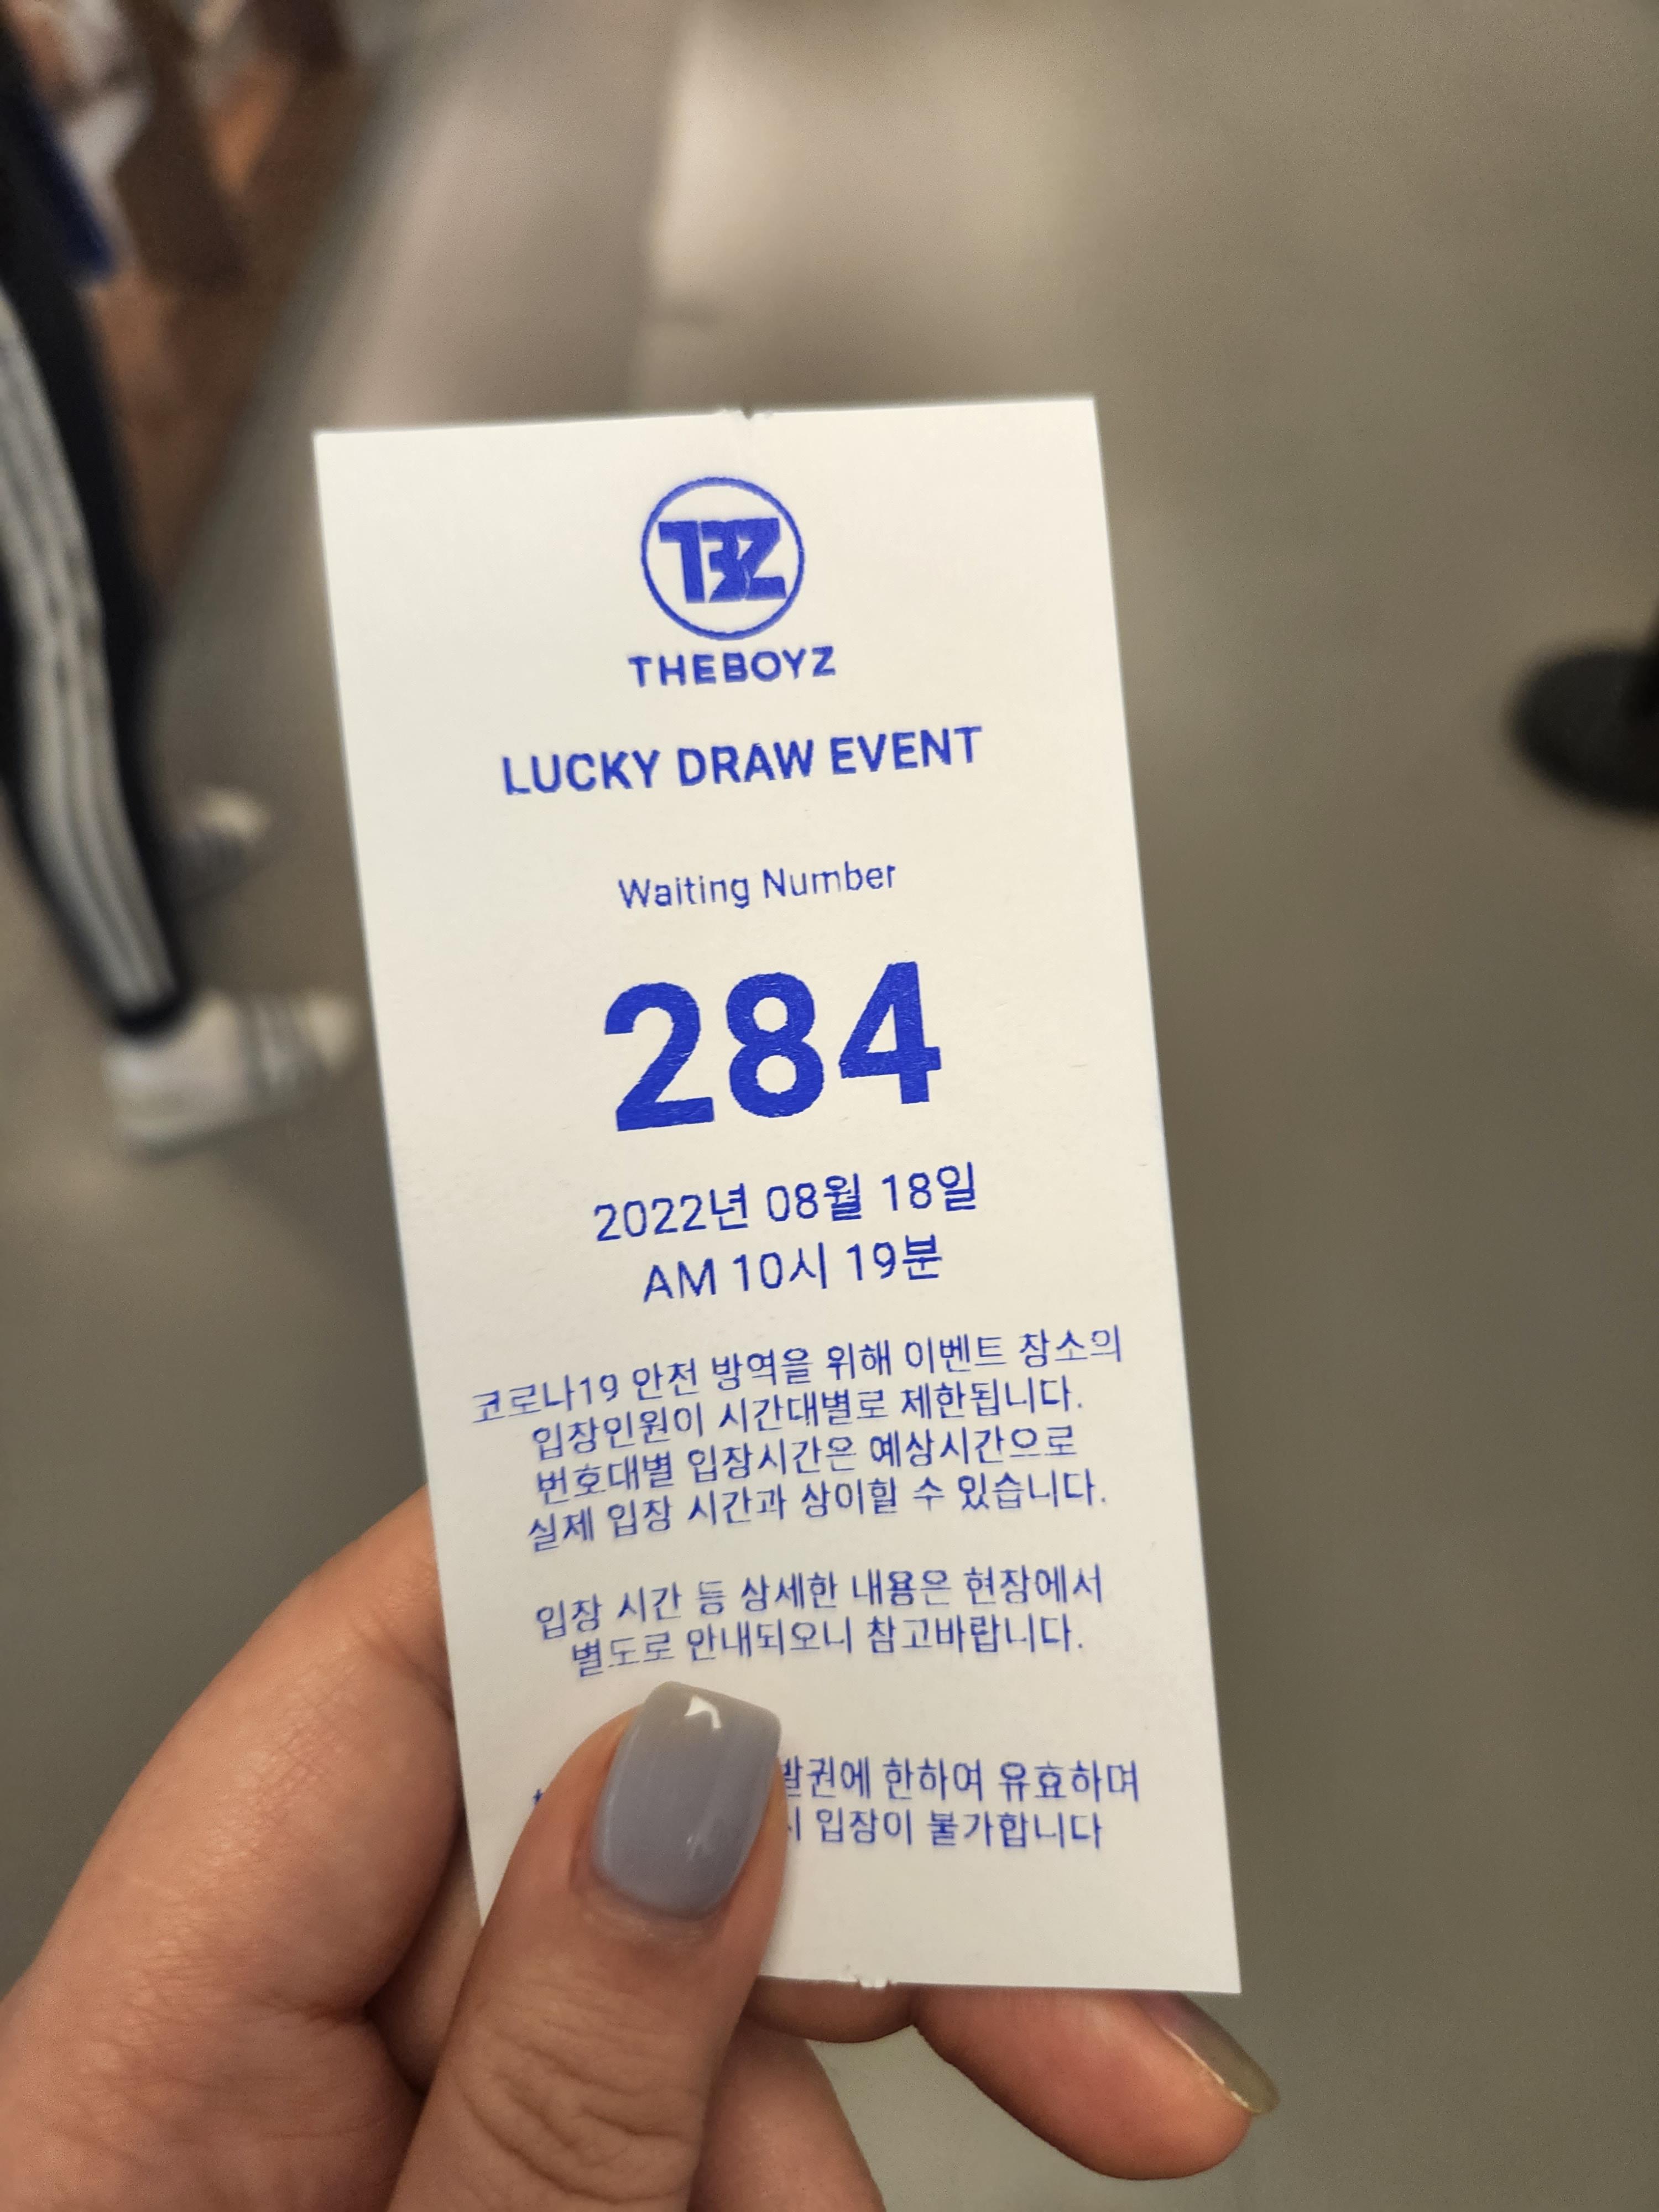 TBZ
THEBOYZ
LUCKY DRAW EVENT
Waiting Number
284
2022년 08월 18일
AM 10시 19분
코로나19 안전 방역을 위해 이벤트 장소의
입장인원이 시간대별로 제한됩니다.
번호대별 입장시간은 예상시간으로
실제 입장 시간과 상이할 수 있습니다.
입장 시간 등 상세한 내용은 현장에서
별도로 안내되오니 참고바랍니다.
한하여 유효하며
입장이 불가합니다